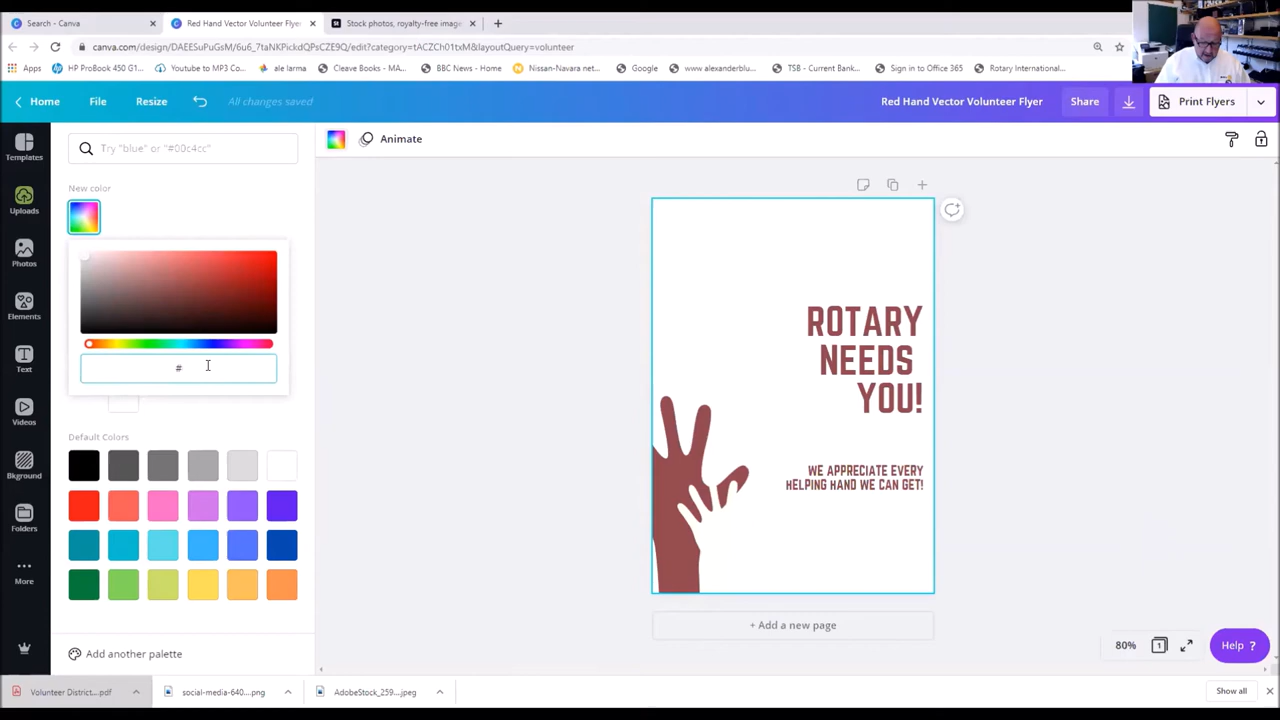 Search - Canva
Red Hand Vector Volunteer Flye
Stock photos, royalty-free image
canva.com/design/DAEESuPuGsM/6u6_7taNKPickdQPsCZE9Q/edit?category=tACZCh01txM&layoutQuery=volunteer
Apps
HP ProBook 450 G1...
Youtube to MP3 Co...
ale larma
Cleave Books - MA...
BBC News - Home
Nissan-Navara net...
Google
www.alexanderblu...
TSB - Current Bank...
Sign in to Office 365
Rotary International...
Home
File
Resize
All changes saved
Red Hand Vector Volunteer Flyer
Share
Print Flyers
Try "blue" or "#00c4cc"
Animate
Templates
New color
Uploads
Photos
Elements
ROTARY
NEEDS
YOU!
Text
#
Videos
Default Colors
Bkground
WE APPRECIATE EVERY
HELPING HAND WE CAN GET!
Folders
More
+ Add a new page
80%
1
Help ?
Add another palette
Volunteer District....pdf
social-media-640....png
AdobeStock_259....jpeg
Show all